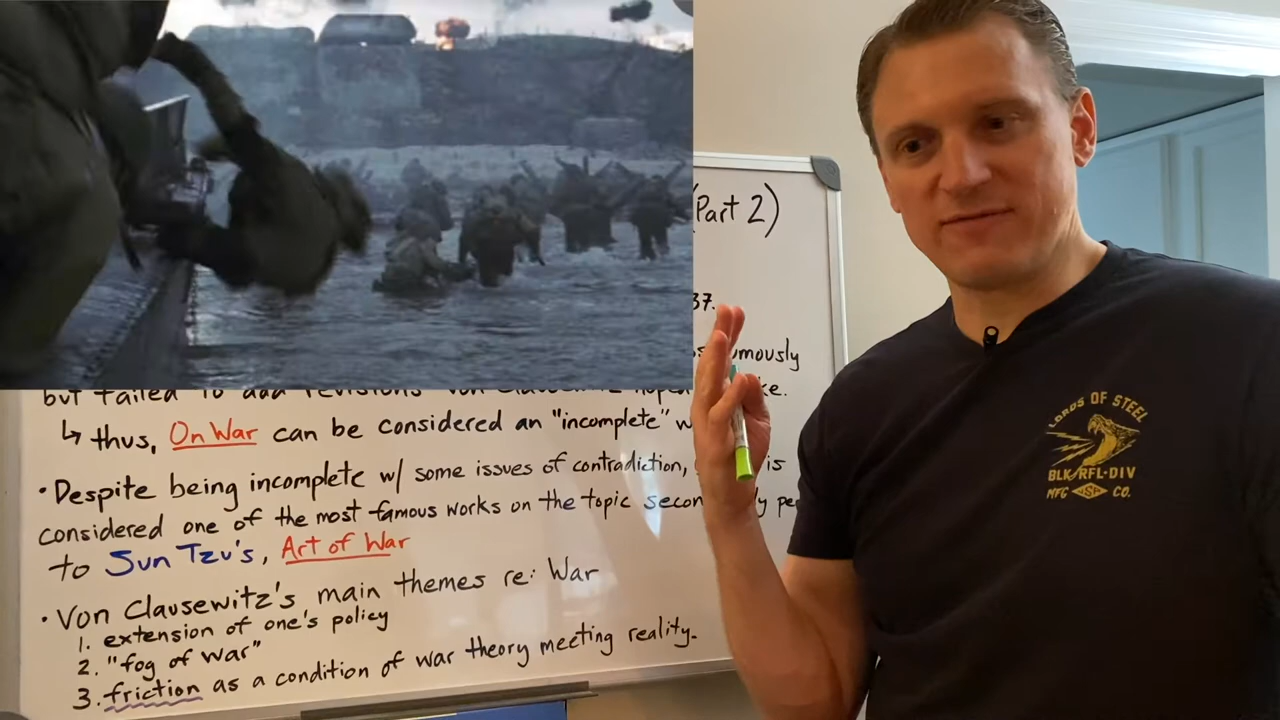 (Part 2)
37.
umously
but failed to add revisions Von Clausewitz hoped
ke.
↳ thus, On War can be considered an "incomplete" w
• Despite being incomplete w/ some issues of contradiction, is
considered one of the most famous works on the topic secon ly pe
to Sun Tzu's, Art of War
• Von Clausewitz's main themes re: War
1. extension of one's policy
2. "fog of war"
3. friction as a condition of war theory meeting reality.
LORDS OF STEEL
BLK RFL-DIV
MFG USA CO.